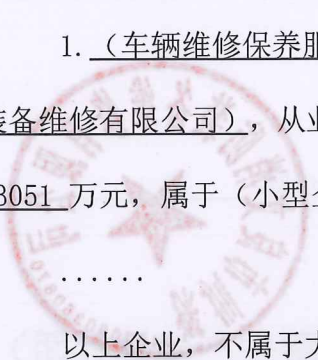 1.（车辆维修保养服
装备维修有限公司），从业
3051 万元，属于（小型企
......
以上企业，不属于大